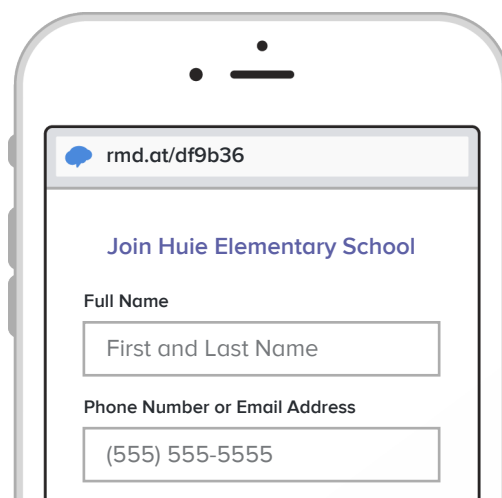 rmd.at/df9b36
Join Huie Elementary School
Full Name
First and Last Name
Phone Number or Email Address
(555) 555-5555